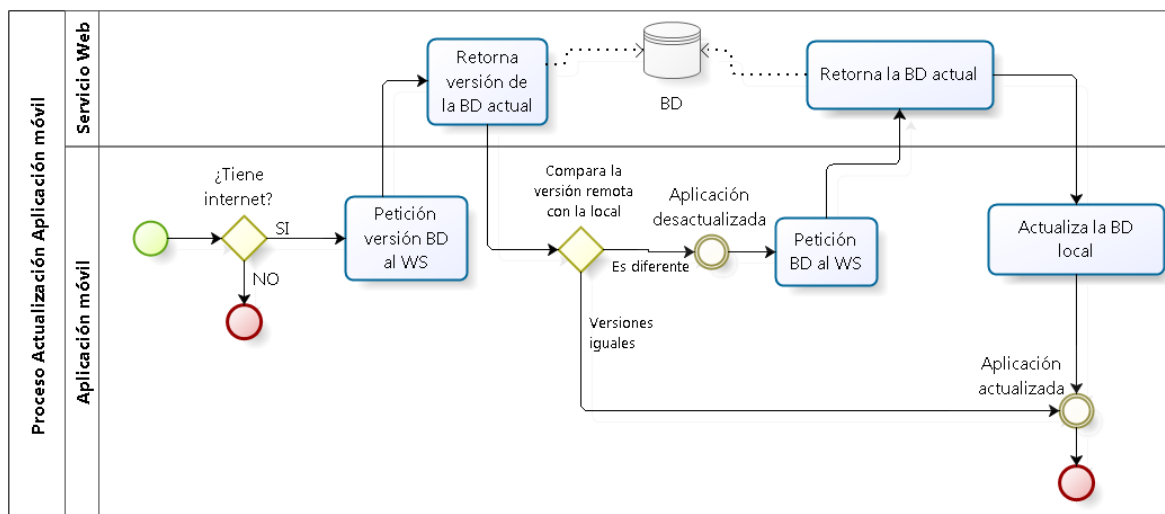 Proceso Actualización Aplicación móvil
Servicio Web
Retorna
versión de
la BD actual
BD
Retorna la BD actual
Aplicación móvil
¿Tiene
internet?
SI
NO
Petición
versión BD
al WS
Compara la
versión remota
con la local
Es diferente
Versiones
iguales
Aplicación
desactualizada
Petición
BD al WS
Actualiza la BD
local
Aplicación
actualizada